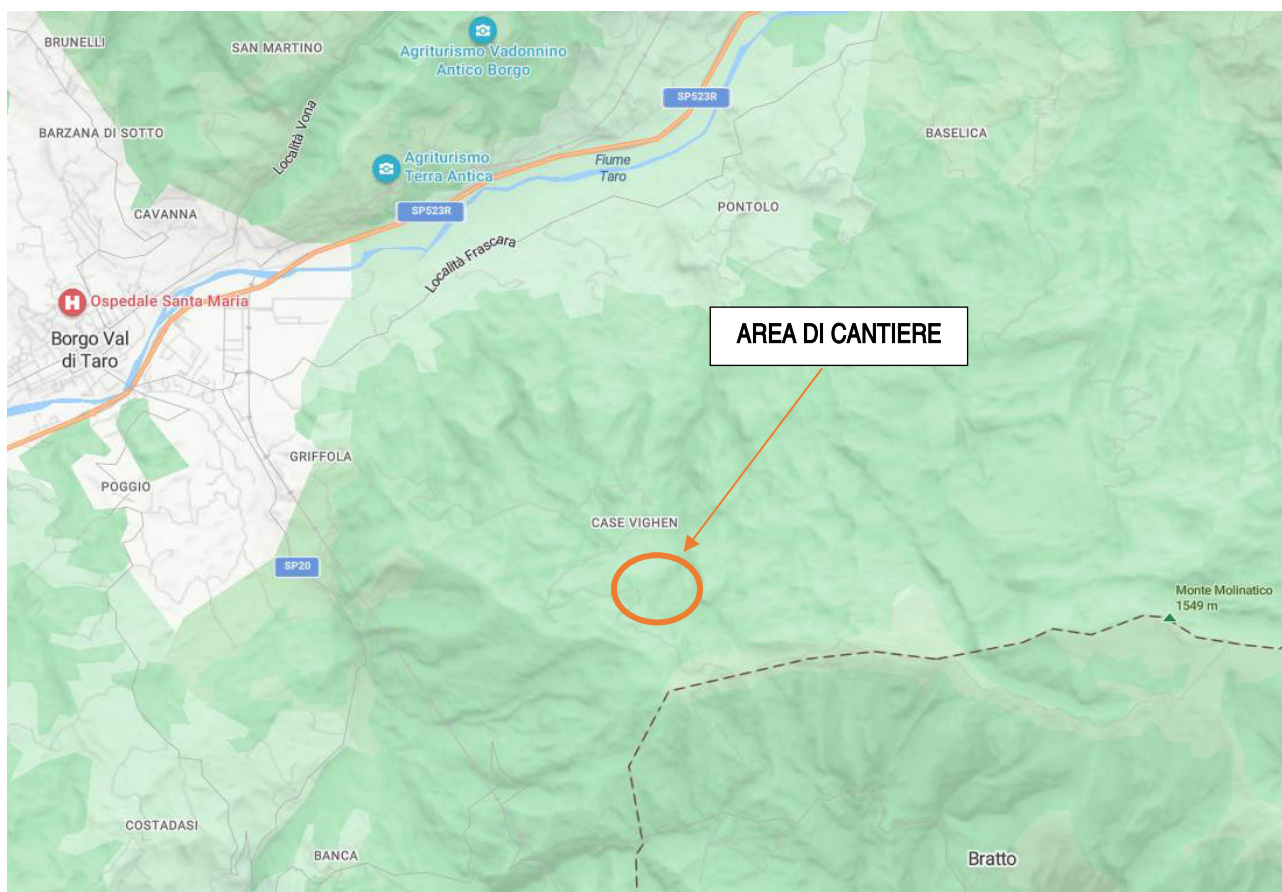 BRUNELLI
SAN MARTINO
Agriturismo Vadonnino
Antico Borgo
SP523R
BARZANA DI SOTTO
Località Vona
BASELICA
Agriturismo
Terra Antica
Fiume
Taro
SP523R
CAVANNA
PONTOLO
Località Frascara
H
Ospedale Santa Maria
Borgo Val
di Taro
AREA DI CANTIERE
GRIFFOLA
POGGIO
CASE VIGHEN
SP20
Monte Molinatico
1549 m
COSTADASI
BANCA
Bratto